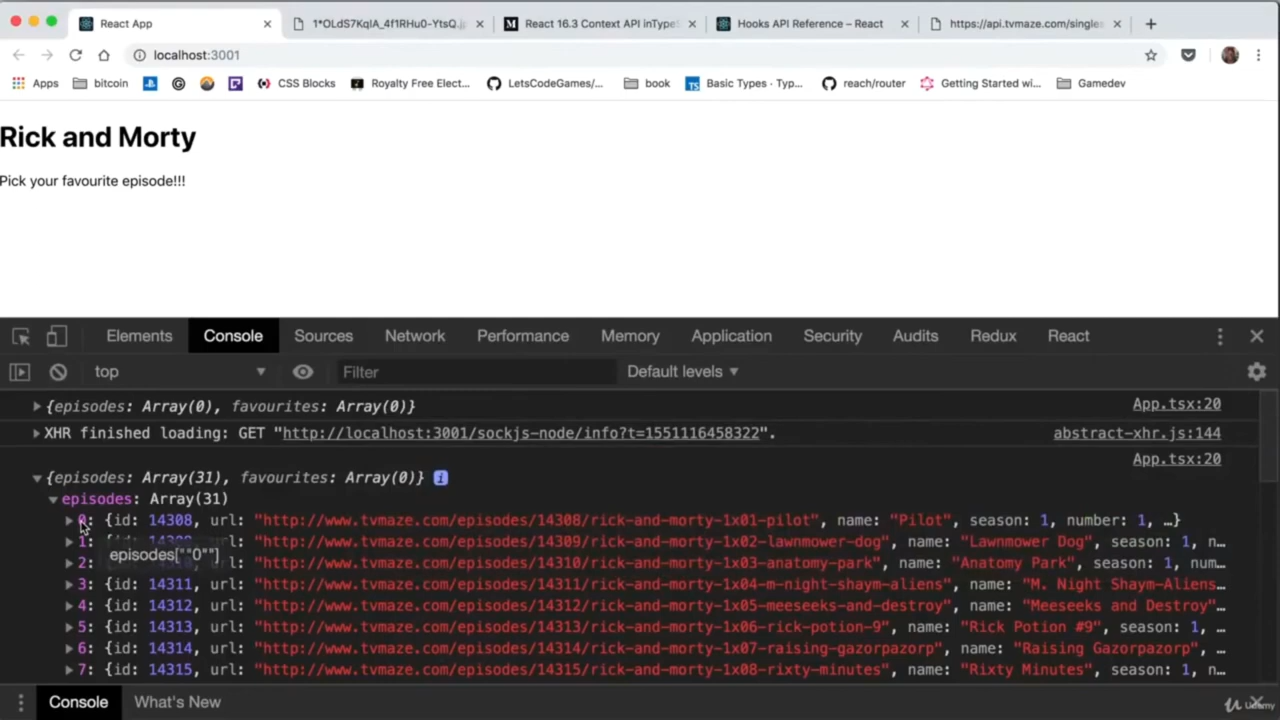 React App
1*OLdS7KqIA_4f1RHu0-YtsQ.j
React 16.3 Context API inTypeS
Hooks API Reference – React
https://api.tvmaze.com/singles
localhost:3001
Apps bitcoin CSS Blocks Royalty Free Elect... LetsCodeGames/... book Basic Types · Typ... reach/router Getting Started wi... Gamedev
Rick and Morty
Pick your favourite episode!!!
Elements Console Sources Network Performance Memory Application Security Audits Redux React
top Filter Default levels
{episodes: Array(0), favourites: Array(0)} App.tsx:20
XHR finished loading: GET "http://localhost:3001/sockjs-node/info?t=1551116458322". abstract-xhr.js:144
App.tsx:20
{episodes: Array(31), favourites: Array(0)}
episodes: Array(31)
0: {id: 14308, url: "http://www.tvmaze.com/episodes/14308/rick-and-morty-1x01-pilot", name: "Pilot", season: 1, number: 1, …}
1: {id: 14309, url: "http://www.tvmaze.com/episodes/14309/rick-and-morty-1x02-lawnmower-dog", name: "Lawnmower Dog", season: 1, n…
episodes[""0""]
2: url: "http://www.tvmaze.com/episodes/14310/rick-and-morty-1x03-anatomy-park", name: "Anatomy Park", season: 1, num…
3: {id: 14311, url: "http://www.tvmaze.com/episodes/14311/rick-and-morty-1x04-m-night-shaym-aliens", name: "M. Night Shaym-Aliens…
4: {id: 14312, url: "http://www.tvmaze.com/episodes/14312/rick-and-morty-1x05-meeseeks-and-destroy", name: "Meeseeks and Destroy"…
5: {id: 14313, url: "http://www.tvmaze.com/episodes/14313/rick-and-morty-1x06-rick-potion-9", name: "Rick Potion #9", season: 1, …
6: {id: 14314, url: "http://www.tvmaze.com/episodes/14314/rick-and-morty-1x07-raising-gazorpazorp", name: "Raising Gazorpazorp", …
7: {id: 14315, url: "http://www.tvmaze.com/episodes/14315/rick-and-morty-1x08-rixty-minutes", name: "Rixty Minutes", season: 1, n…
Console What's New
Udemy